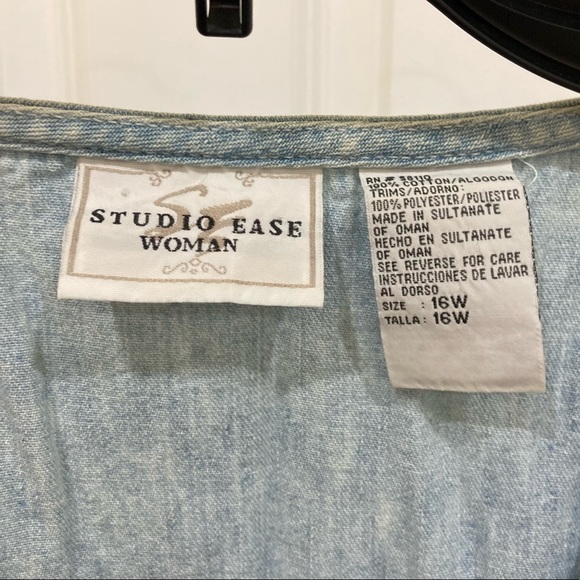 STUDIO EASE
WOMAN
RN #
100% COTTON/ALGODON
TRIMS/ADORNO:
100% POLYESTER/POLIESTER
MADE IN SULTANATE
OF OMAN
HECHO EN SULTANATE
OF OMAN
SEE REVERSE FOR CARE
INSTRUCCIONES DE LAVAR
AL DORSO
SIZE : 16W
TALLA : 16W